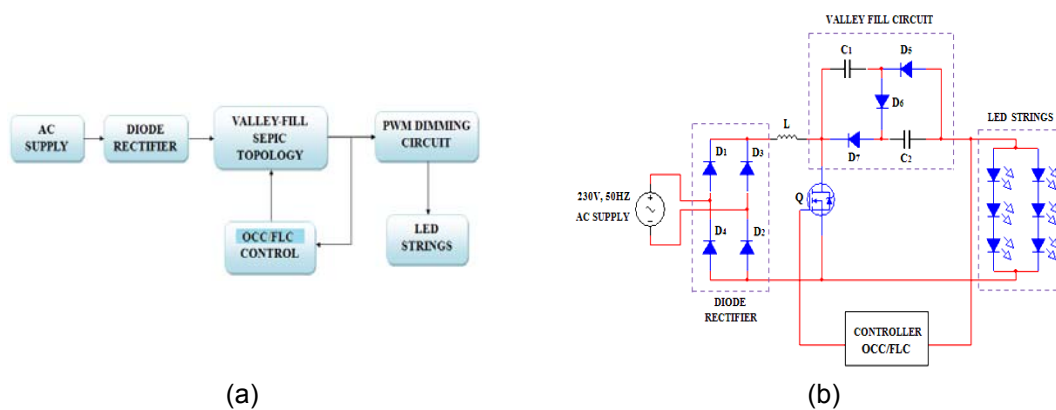 AC
SUPPLY
DIODE
RECTIFIER
VALLEY-FILL
SEPIC
TOPOLOGY
PWM DIMMING
CIRCUIT
OCC/FLC
CONTROL
LED
STRINGS
(a)
VALLEY FILL CIRCUIT
C1
D5
D6
D7
C2
L
LED STRINGS
D1
D3
Q
230V, 50HZ
AC SUPPLY
D4
D2
DIODE
RECTIFIER
CONTROLLER
OCC/FLC
(b)